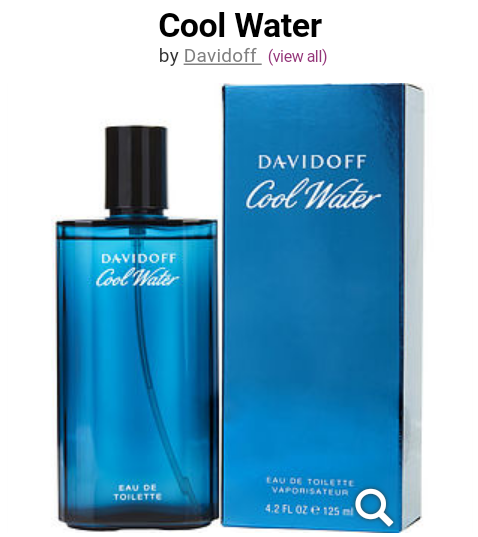 Cool Water
by Davidoff (view all)
DAVIDOFF
Cool Water
EAU DE
TOILETTE
DAVIDOFF
Cool Water
EAU DE TOILETTE
VAPORISATEUR
4.2 FL OZ e 125 ml